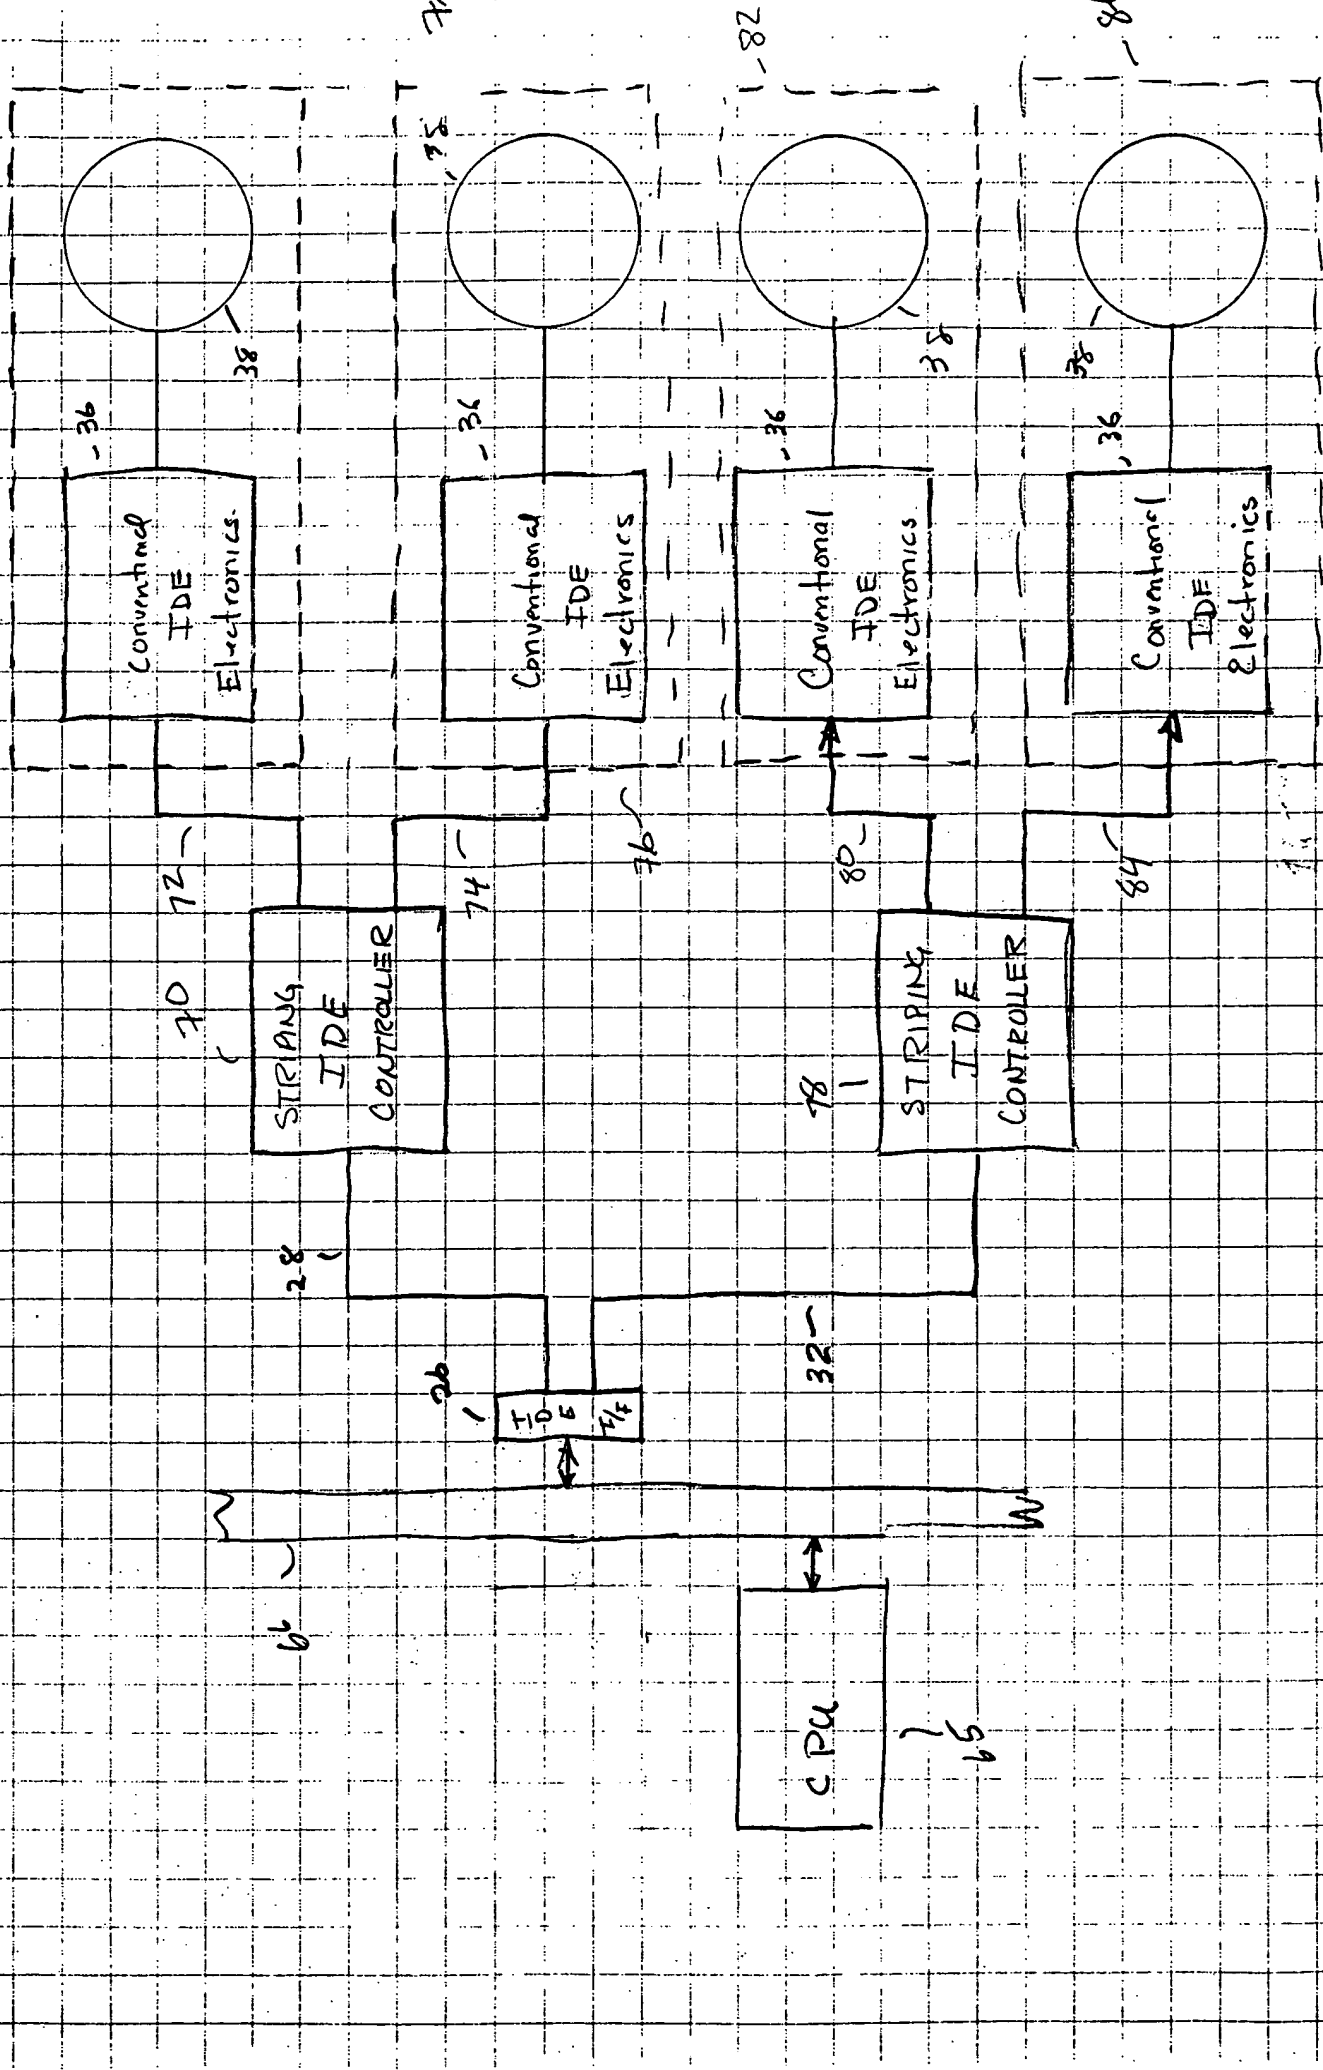 38
36
Conventional
IDE
Electronics.
72
70
STRIPING
IDE
CONTROLLER
28
66
38
36
Conventional
IDE
Electronics
74
76
26
IDE
I/F
82
38
36
Conventional
IDE
Electronics
80
78
STRIPING
IDE
CONTROLLER
32
CPU
65
38
36
Conventional
IDE
Electronics
84